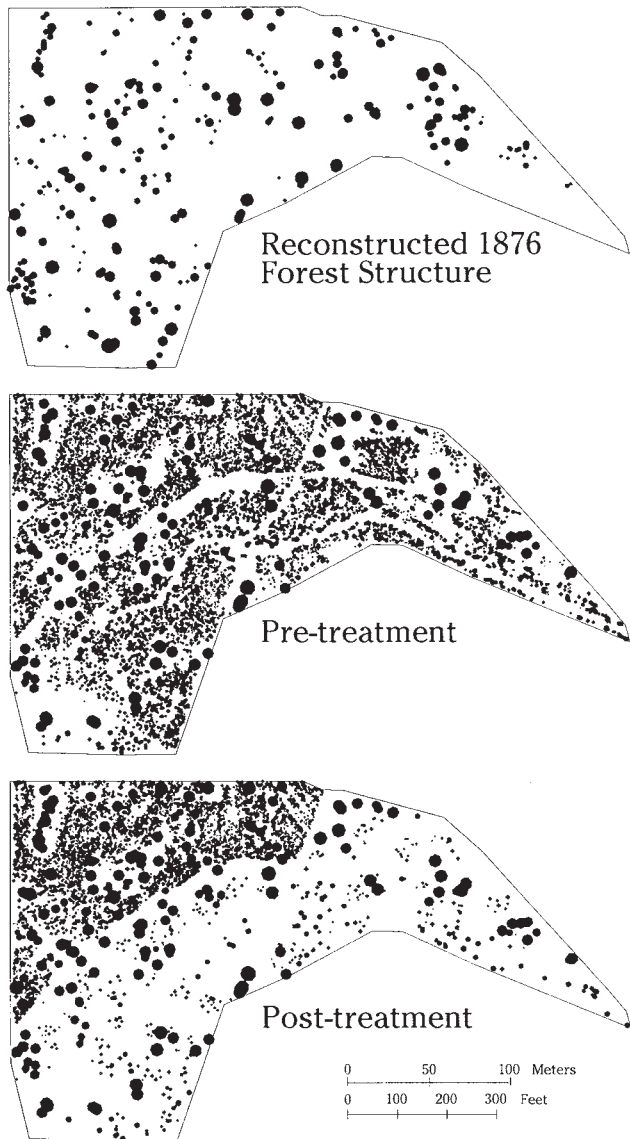 Reconstructed 1876
Forest Structure
Pre-treatment
Post-treatment
0 50 100 Meters
0 100 200 300 Feet